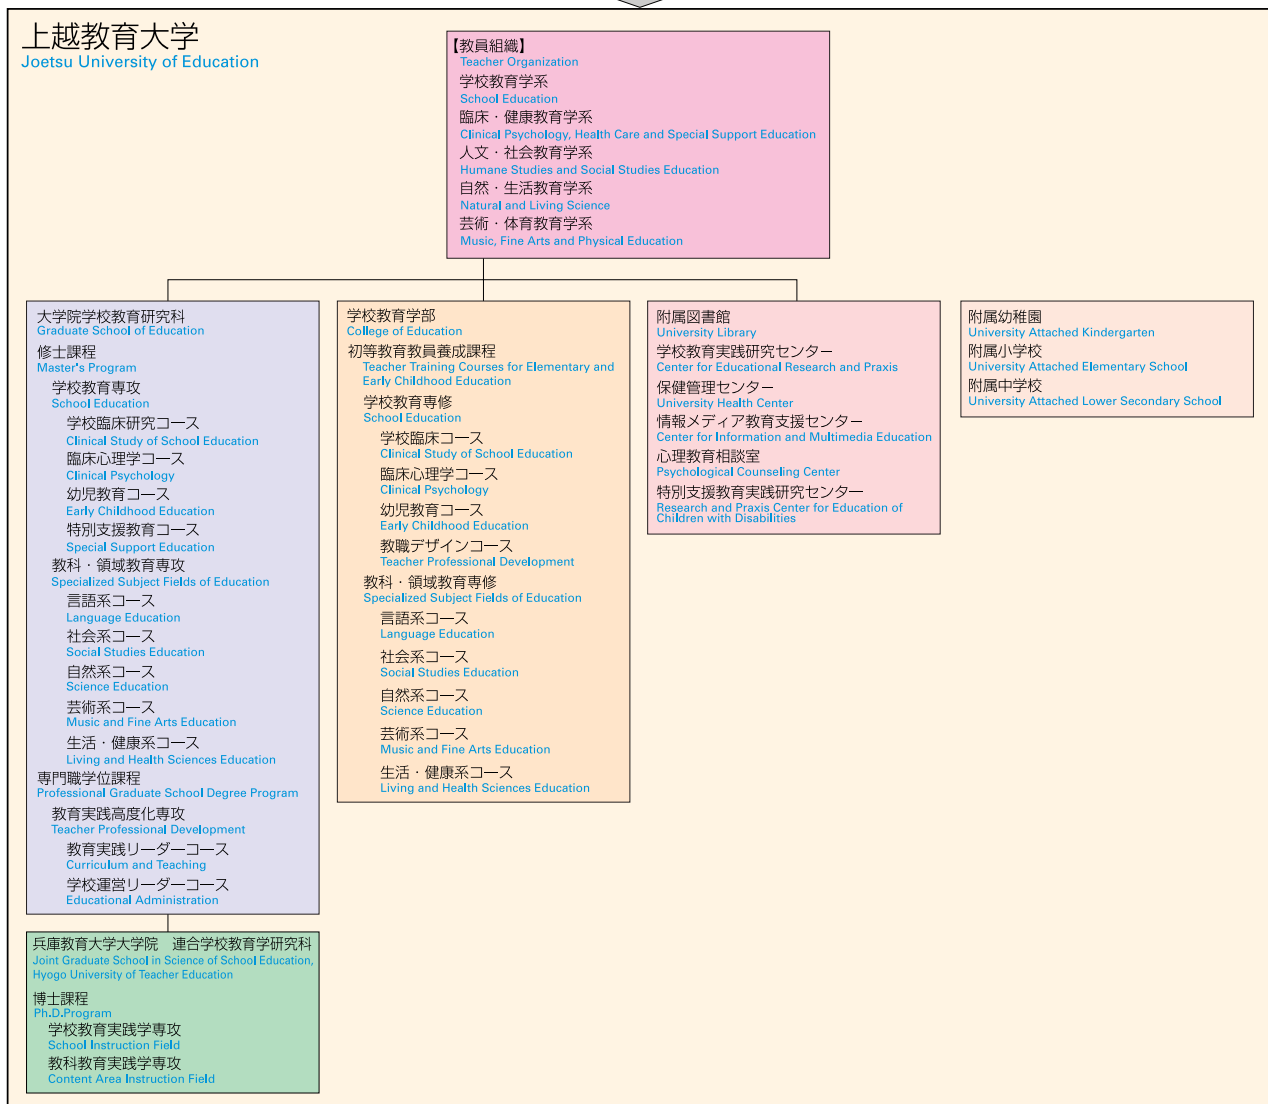 上越教育大学
Joetsu University of Education
【教員組織】
Teacher Organization
学校教育学系
School Education
臨床・健康教育学系
Clinical Psychology, Health Care and Special Support Education
人文・社会教育学系
Humane Studies and Social Studies Education
自然・生活教育学系
Natural and Living Science
芸術・体育教育学系
Music, Fine Arts and Physical Education
大学院学校教育研究科
Graduate School of Education
修士課程
Master's Program
学校教育専攻
School Education
学校臨床研究コース
Clinical Study of School Education
臨床心理学コース
Clinical Psychology
幼児教育コース
Early Childhood Education
特別支援教育コース
Special Support Education
教科・領域教育専攻
Specialized Subject Fields of Education
言語系コース
Language Education
社会系コース
Social Studies Education
自然系コース
Science Education
芸術系コース
Music and Fine Arts Education
生活・健康系コース
Living and Health Sciences Education
専門職学位課程
Professional Graduate School Degree Program
教育実践高度化専攻
Teacher Professional Development
教育実践リーダーコース
Curriculum and Teaching
学校運営リーダーコース
Educational Administration
兵庫教育大学大学院　連合学校教育学研究科
Joint Graduate School in Science of School Education,
Hyogo University of Teacher Education
博士課程
Ph.D.Program
学校教育実践学専攻
School Instruction Field
教科教育実践学専攻
Content Area Instruction Field
学校教育学部
College of Education
初等教育教員養成課程
Teacher Training Courses for Elementary and
Early Childhood Education
学校教育専修
School Education
学校臨床コース
Clinical Study of School Education
臨床心理学コース
Clinical Psychology
幼児教育コース
Early Childhood Education
教職デザインコース
Teacher Professional Development
教科・領域教育専修
Specialized Subject Fields of Education
言語系コース
Language Education
社会系コース
Social Studies Education
自然系コース
Science Education
芸術系コース
Music and Fine Arts Education
生活・健康系コース
Living and Health Sciences Education
附属図書館
University Library
学校教育実践研究センター
Center for Educational Research and Praxis
保健管理センター
University Health Center
情報メディア教育支援センター
Center for Information and Multimedia Education
心理教育相談室
Psychological Counseling Center
特別支援教育実践研究センター
Research and Praxis Center for Education of
Children with Disabilities
附属幼稚園
University Attached Kindergarten
附属小学校
University Attached Elementary School
附属中学校
University Attached Lower Secondary School